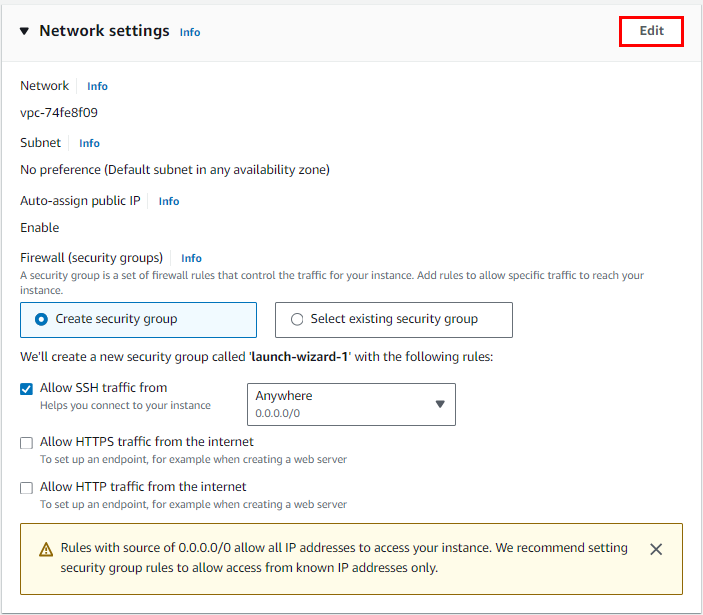 Network settings Info
Edit
Network Info
vpc-74fe8f09
Subnet Info
No preference (Default subnet in any availability zone)
Auto-assign public IP Info
Enable
Firewall (security groups) Info
A security group is a set of firewall rules that control the traffic for your instance. Add rules to allow specific traffic to reach your
instance.
Create security group
Select existing security group
We'll create a new security group called 'launch-wizard-1' with the following rules:
Allow SSH traffic from
Helps you connect to your instance
Anywhere
0.0.0.0/0
Allow HTTPS traffic from the internet
To set up an endpoint, for example when creating a web server
Allow HTTP traffic from the internet
To set up an endpoint, for example when creating a web server
Rules with source of 0.0.0.0/0 allow all IP addresses to access your instance. We recommend setting
security group rules to allow access from known IP addresses only.